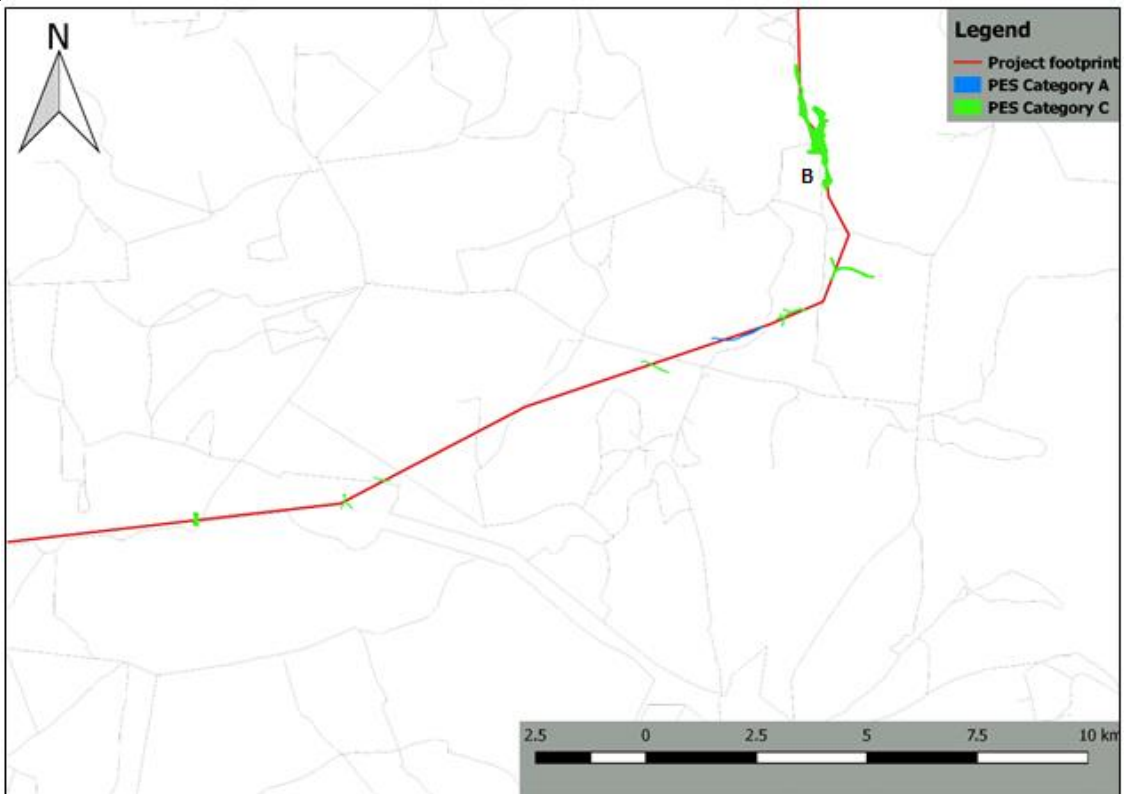 N
Legend
Project footprint
PES Category A
PES Category C
B
2.5 0 2.5 5 7.5 10 km